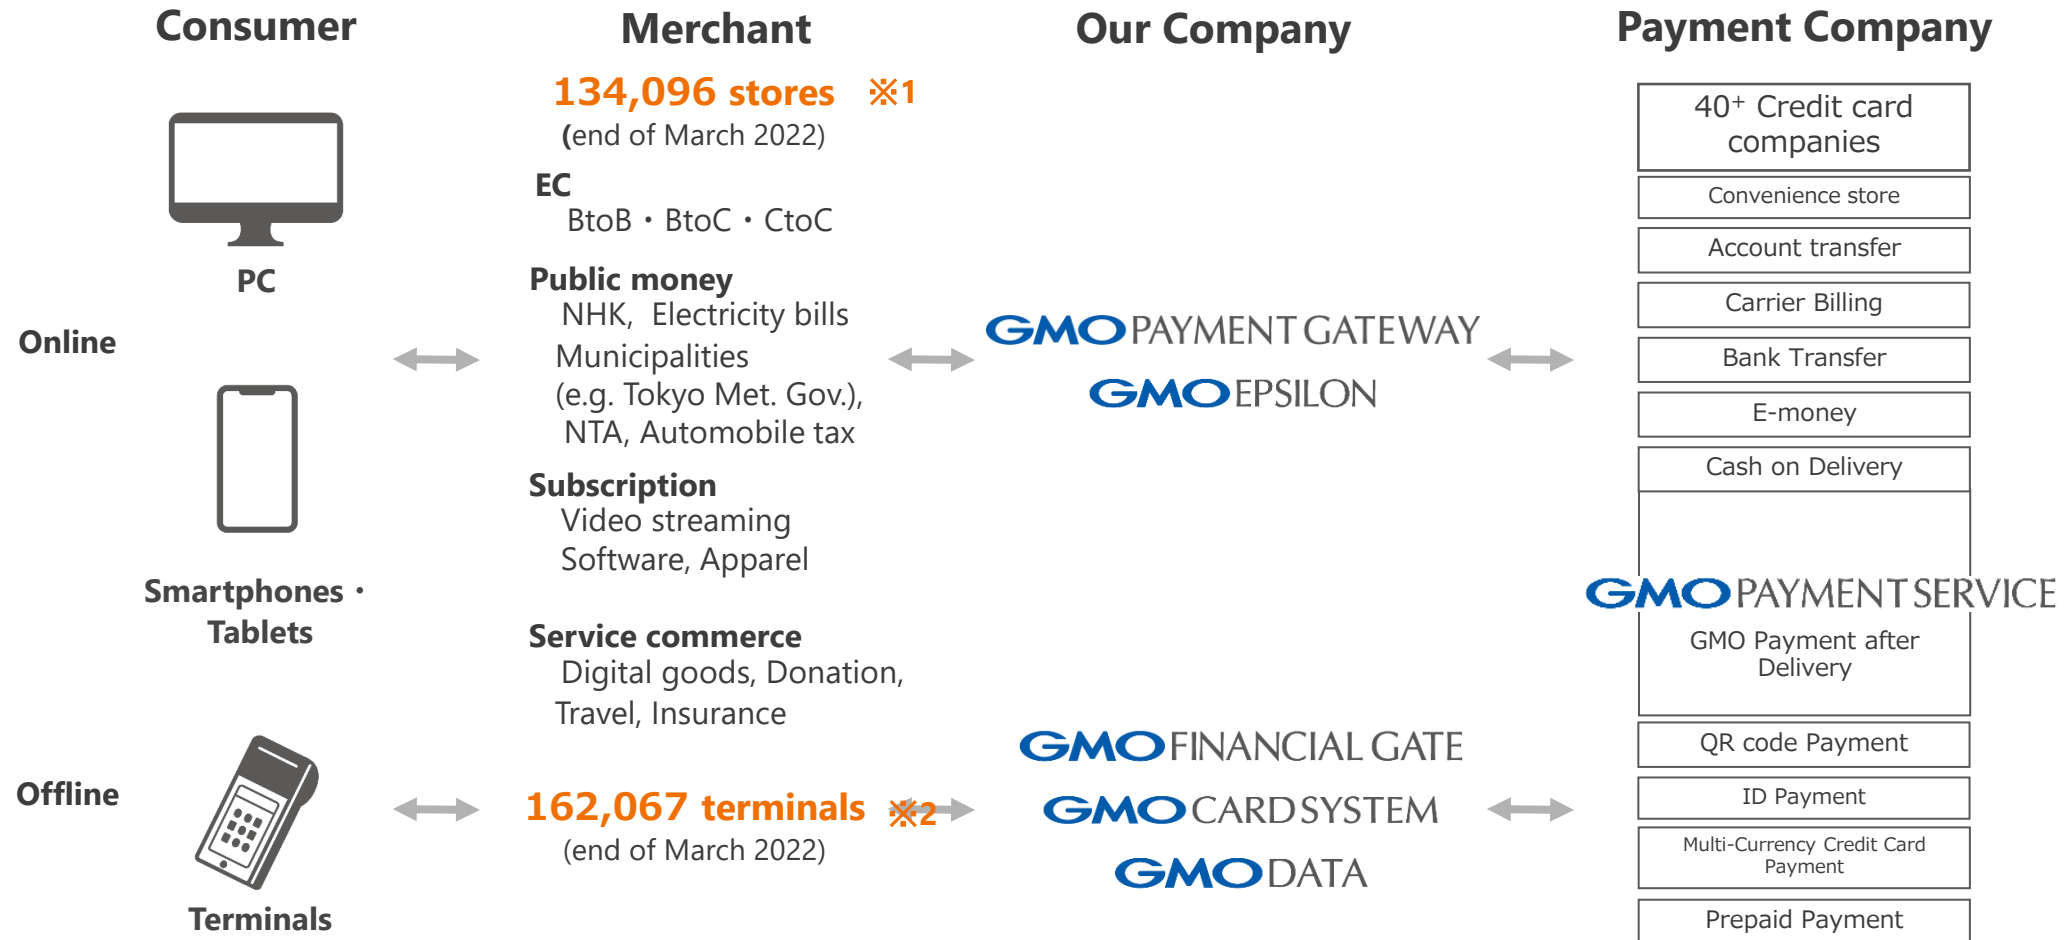 Consumer
Merchant
Our Company
Payment Company
134,096 stores ※1
(end of March 2022)
EC
BtoB・BtoC・CtoC
Public money
NHK, Electricity bills
Municipalities
(e.g. Tokyo Met. Gov.),
NTA, Automobile tax
Subscription
Video streaming
Software, Apparel
Service commerce
Digital goods, Donation,
Travel, Insurance
162,067 terminals ※2
(end of March 2022)
PC
Online
Smartphones・
Tablets
Offline
Terminals
GMO PAYMENT GATEWAY
GMO EPSILON
GMO FINANCIAL GATE
GMO CARD SYSTEM
GMO DATA
40+ Credit card
companies
Convenience store
Account transfer
Carrier Billing
Bank Transfer
E-money
Cash on Delivery
GMO PAYMENT SERVICE
GMO Payment after
Delivery
QR code Payment
ID Payment
Multi-Currency Credit Card
Payment
Prepaid Payment